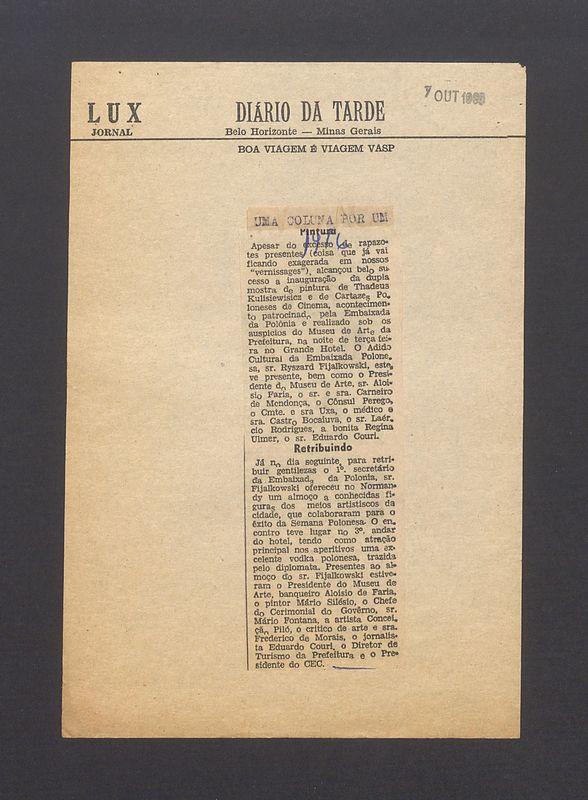 LUX
JORNAL
DIÁRIO DA TARDE
Belo Horizonte — Minas Gerais
7 OUT 1965
BOA VIAGEM É VIAGEM VASP
UMA COLUNA POR UM
Pintura
Apesar do excesso de rapazo-
tes presentes (coisa que já vai
ficando exagerada em nossos
"vernissages"), alcançou belo su-
cesso a inauguração da dupla
mostra de pintura de Thadeus
Kulisiewisicz e de Cartazes Po-
loneses de Cinema, acontecimen-
to patrocinado pela Embaixada
da Polônia e realizado sob os
auspícios do Museu de Arte da
Prefeitura, na noite de terça fei-
ra no Grande Hotel. O Adido
Cultural da Embaixada Polone-
sa, sr. Ryszard Fijalkowski, este-
ve presente, bem como o Presi-
dente do Museu de Arte, sr. Aloi-
sio Faria, o sr. e sra. Carneiro
de Mendonça, o Cônsul Perego,
o Cmte. e sra Uxa, o médico e
sra. Castro Bocaiuva, o sr. Laér-
cio Rodrigues, a bonita Regina
Ulmer, o sr. Eduardo Couri.
Retribuindo
Já no dia seguinte, para retri-
buir gentilezas o 1º. secretário
da Embaixada da Polonia, sr.
Fijalkowski ofereceu no Norman-
dy um almoço a conhecidas fi-
guras dos meios artisticos da
cidade, que colaboraram para o
êxito da Semana Polonesa. O en-
contro teve lugar no 3º. andar
do hotel, tendo como atração
principal nos aperitivos uma ex-
celente vodka polonesa, trazida
pelo diplomata. Presentes ao al-
moço do sr. Fijalkowski estive-
ram o Presidente do Museu de
Arte, banqueiro Aloisio de Faria,
o pintor Mário Silésio, o Chefe
do Cerimonial do Govêrno, sr.
Mário Fontana, a artista Concei-
ção Piló, o critico de arte e sra.
Frederico de Morais, o jornalis-
ta Eduardo Couri, o Diretor de
Turismo da Prefeitura e o Pre-
sidente do CEC.